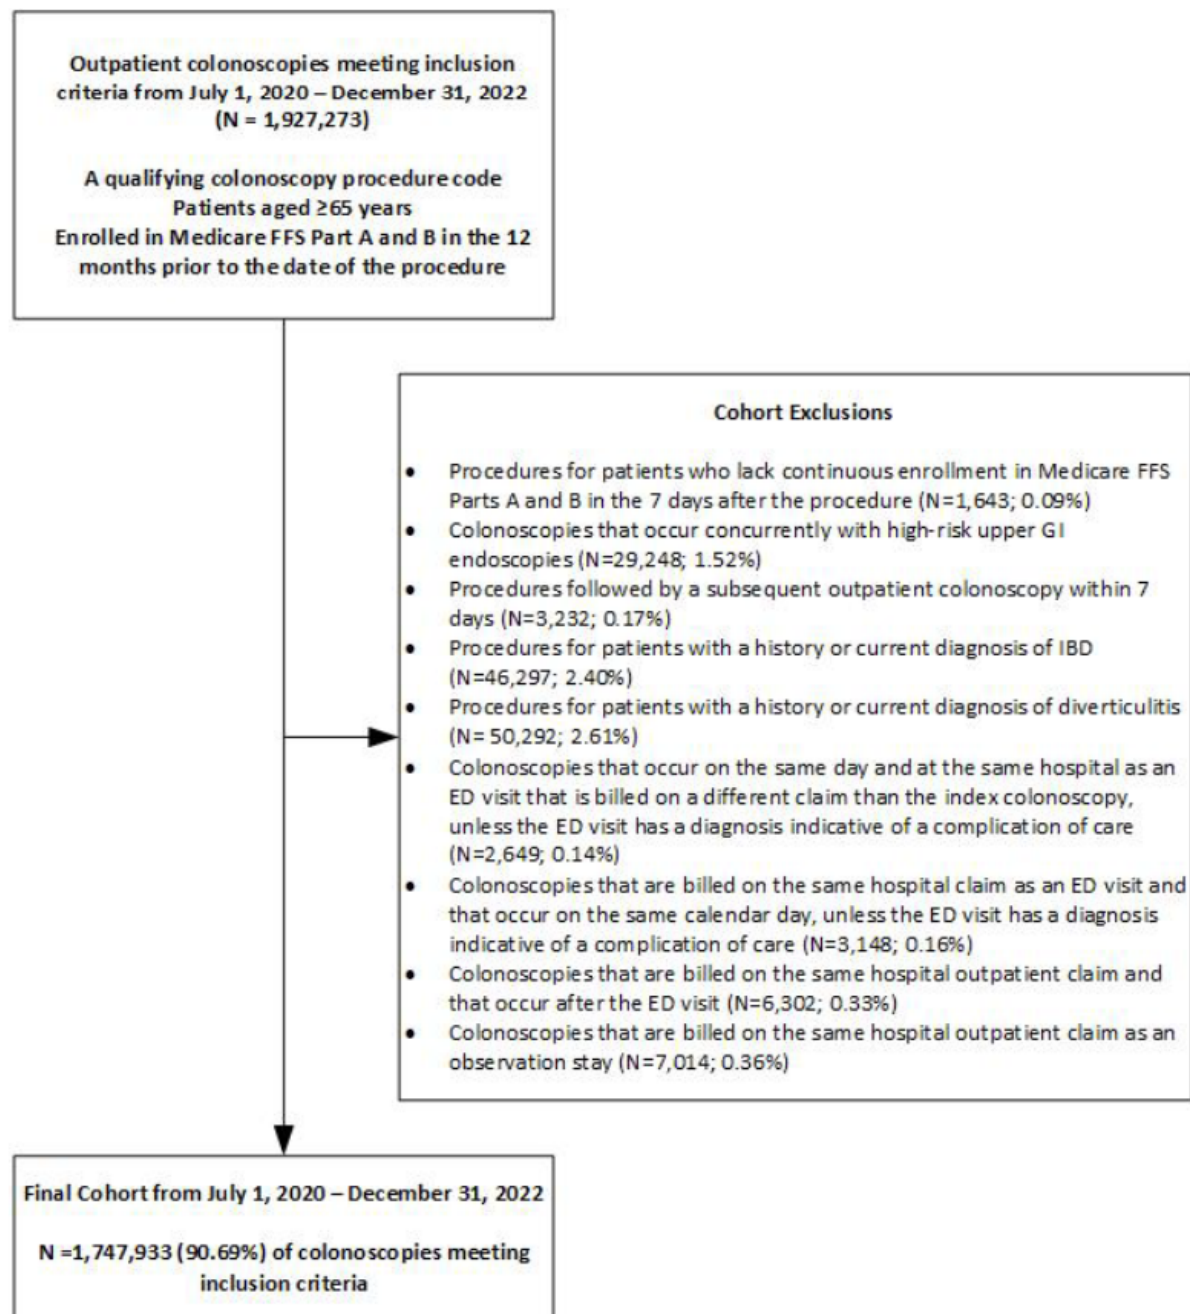 Outpatient colonoscopies meeting inclusion
criteria from July 1, 2020 – December 31, 2022
(N = 1,927,273)
A qualifying colonoscopy procedure code
Patients aged ≥65 years
Enrolled in Medicare FFS Part A and B in the 12
months prior to the date of the procedure
Cohort Exclusions
• Procedures for patients who lack continuous enrollment in Medicare FFS
Parts A and B in the 7 days after the procedure (N=1,643; 0.09%)
• Colonoscopies that occur concurrently with high-risk upper GI
endoscopies (N=29,248; 1.52%)
• Procedures followed by a subsequent outpatient colonoscopy within 7
days (N=3,232; 0.17%)
• Procedures for patients with a history or current diagnosis of IBD
(N=46,297; 2.40%)
• Procedures for patients with a history or current diagnosis of diverticulitis
(N= 50,292; 2.61%)
• Colonoscopies that occur on the same day and at the same hospital as an
ED visit that is billed on a different claim than the index colonoscopy,
unless the ED visit has a diagnosis indicative of a complication of care
(N=2,649; 0.14%)
• Colonoscopies that are billed on the same hospital claim as an ED visit and
that occur on the same calendar day, unless the ED visit has a diagnosis
indicative of a complication of care (N=3,148; 0.16%)
• Colonoscopies that are billed on the same hospital outpatient claim and
that occur after the ED visit (N=6,302; 0.33%)
• Colonoscopies that are billed on the same hospital outpatient claim as an
observation stay (N=7,014; 0.36%)
Final Cohort from July 1, 2020 – December 31, 2022
N =1,747,933 (90.69%) of colonoscopies meeting
inclusion criteria